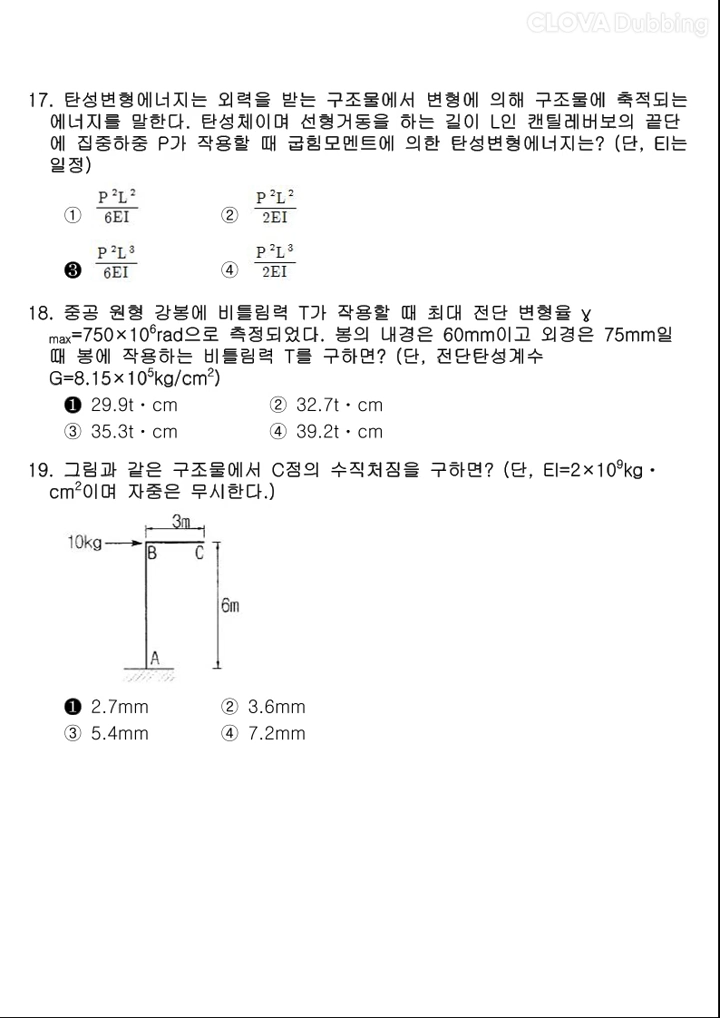 CLOVA Dubbing
17. 탄성변형에너지는 외력을 받는 구조물에서 변형에 의해 구조물에 축적되는
에너지를 말한다. 탄성체이며 선형거동을 하는 길이 L인 캔틸레버보의 끝단
에 집중하중 P가 작용할 때 굽힘모멘트에 의한 탄성변형에너지는? (단, EI는
일정)
① P²L²/6EI ② P²L²/2EI
❸ P²L³/6EI ④ P²L³/2EI
18. 중공 원형 강봉에 비틀림력 T가 작용할 때 최대 전단 변형율 γ
max=750×10⁶rad으로 측정되었다. 봉의 내경은 60mm이고 외경은 75mm일
때 봉에 작용하는 비틀림력 T를 구하면? (단, 전단탄성계수
G=8.15×10⁵kg/cm²)
❶ 29.9t・cm ② 32.7t・cm
③ 35.3t・cm ④ 39.2t・cm
19. 그림과 같은 구조물에서 C점의 수직처짐을 구하면? (단, EI=2×10⁹kg・
cm²이며 자중은 무시한다.)
3m
10kg
B C
6m
A
❶ 2.7mm ② 3.6mm
③ 5.4mm ④ 7.2mm